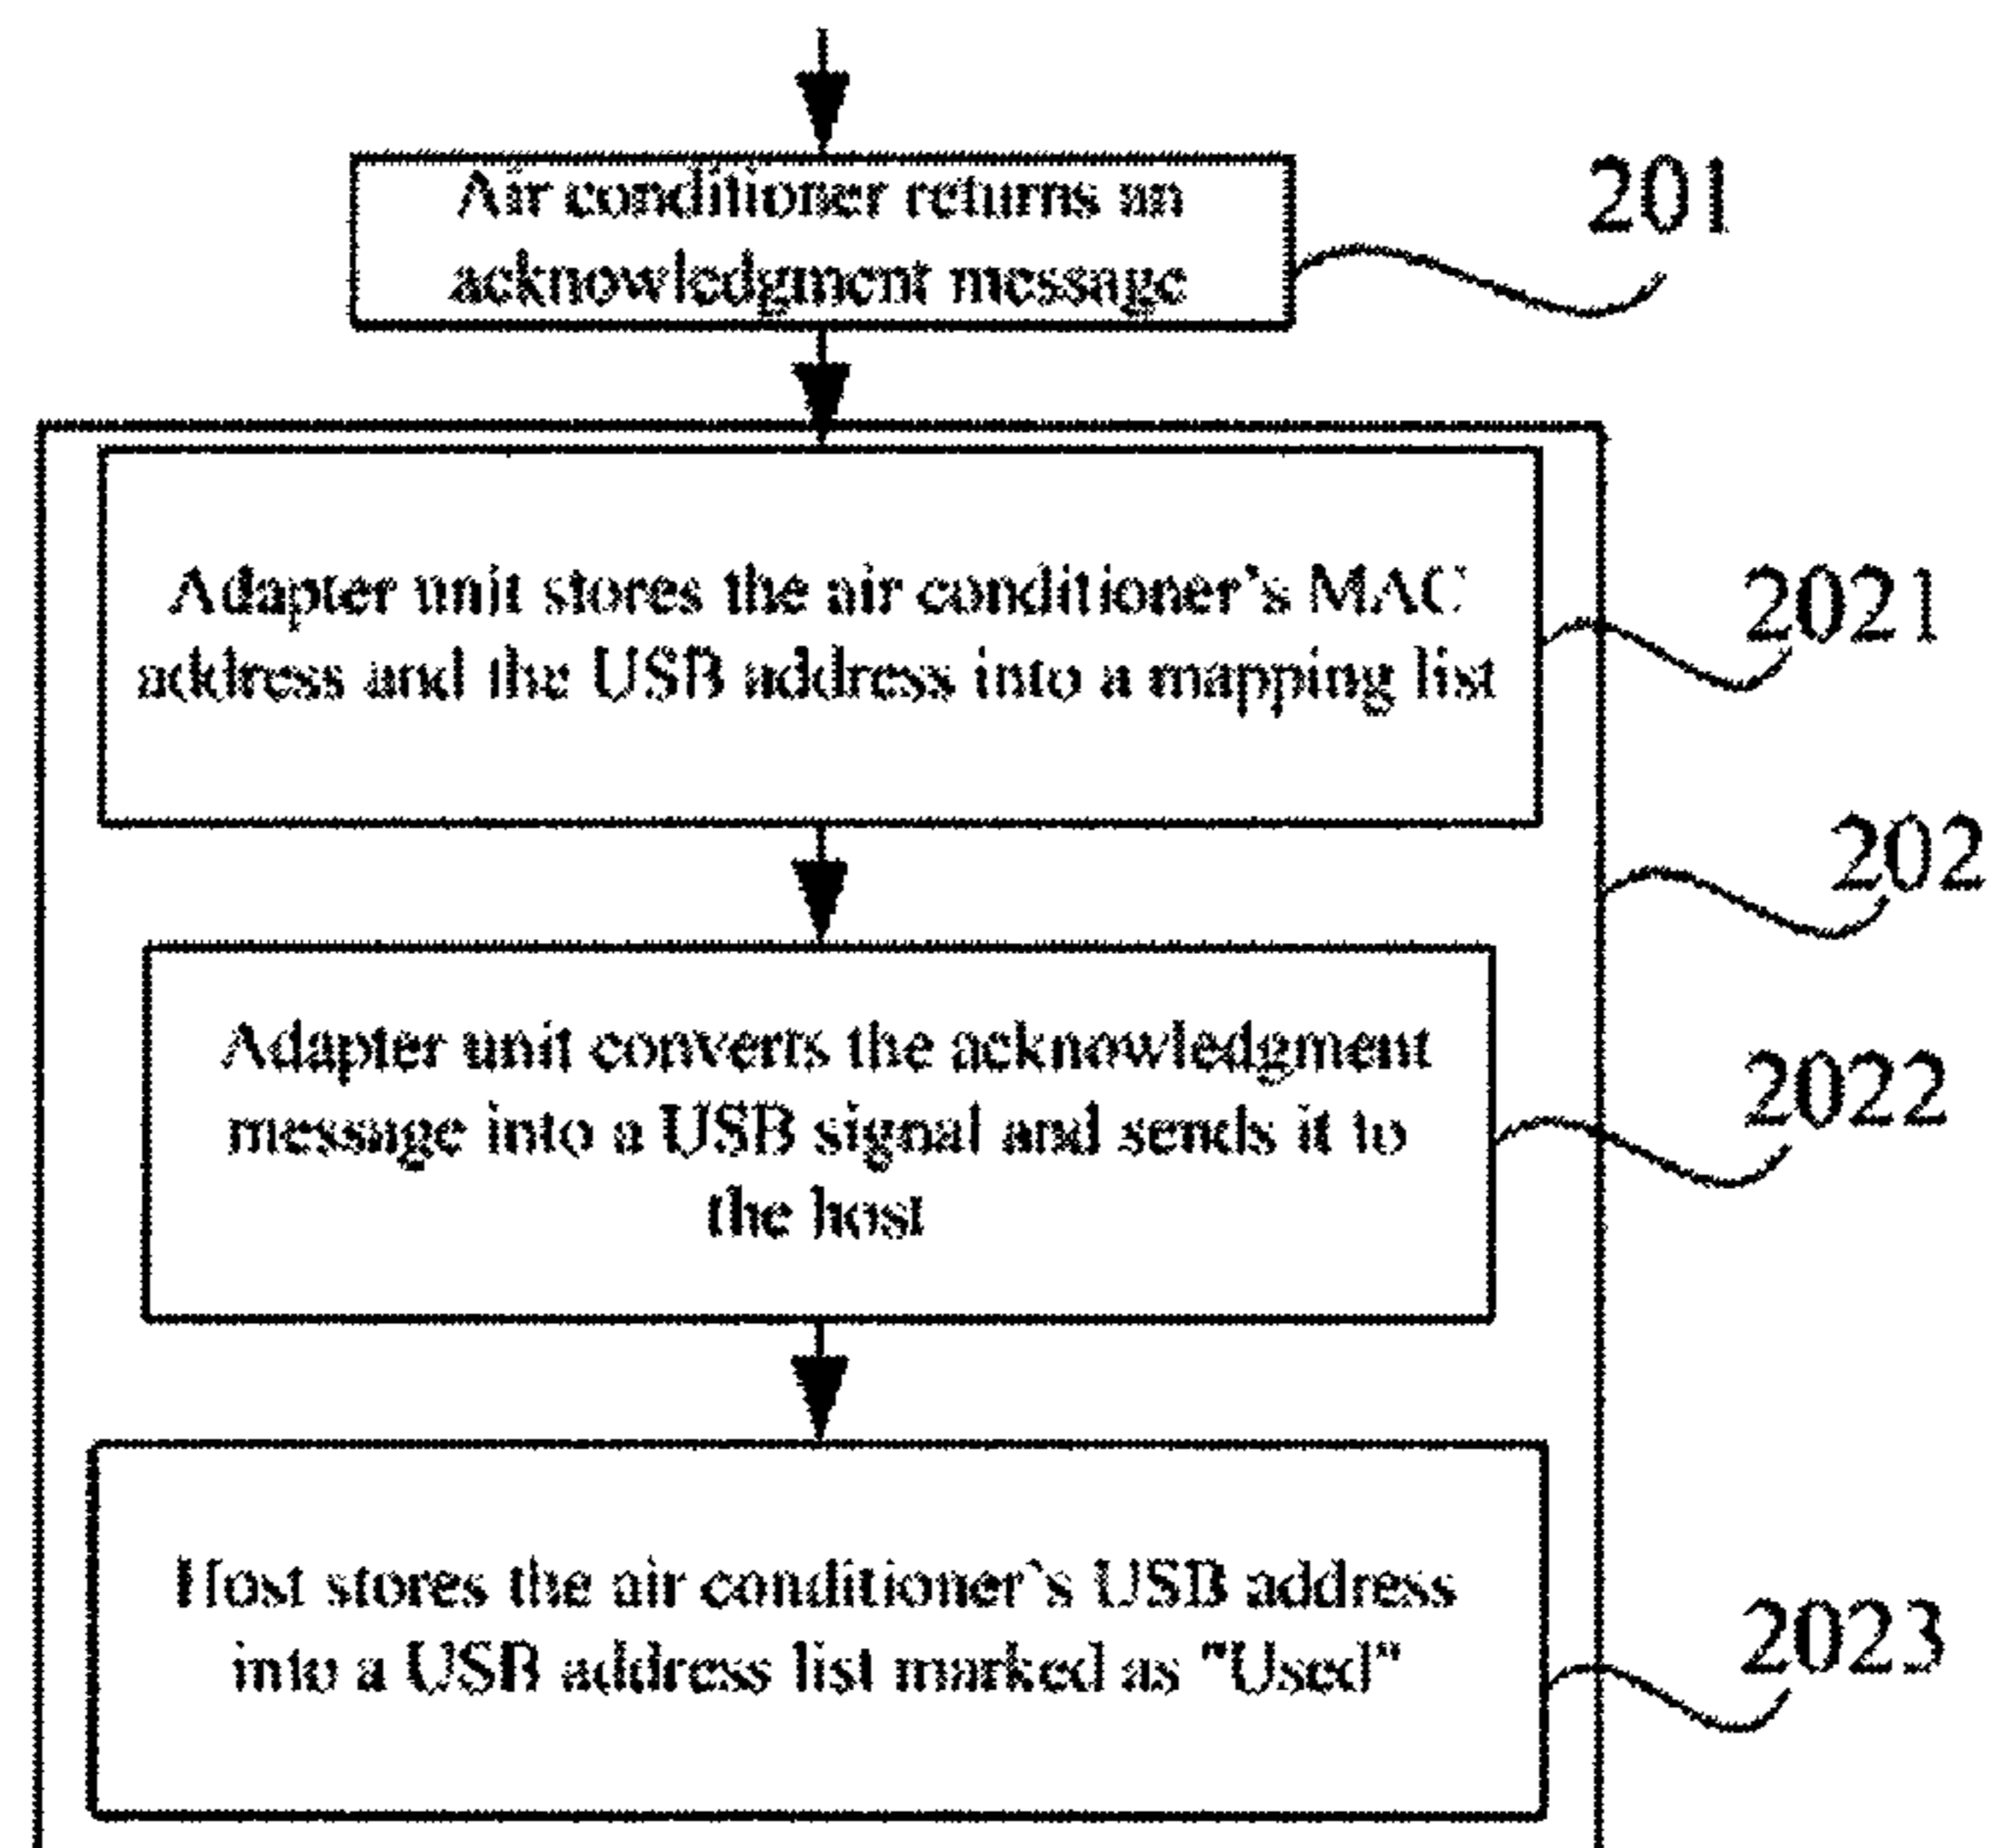 Air conditioner returns an
acknowledgment message
201
Adapter unit stores the air conditioner's MAC
address and the USB address into a mapping list
2021
202
Adapter unit converts the acknowledgment
message into a USB signal and sends it to
the host
2022
Host stores the air conditioner's USB address
into a USB address list marked as "Used"
2023